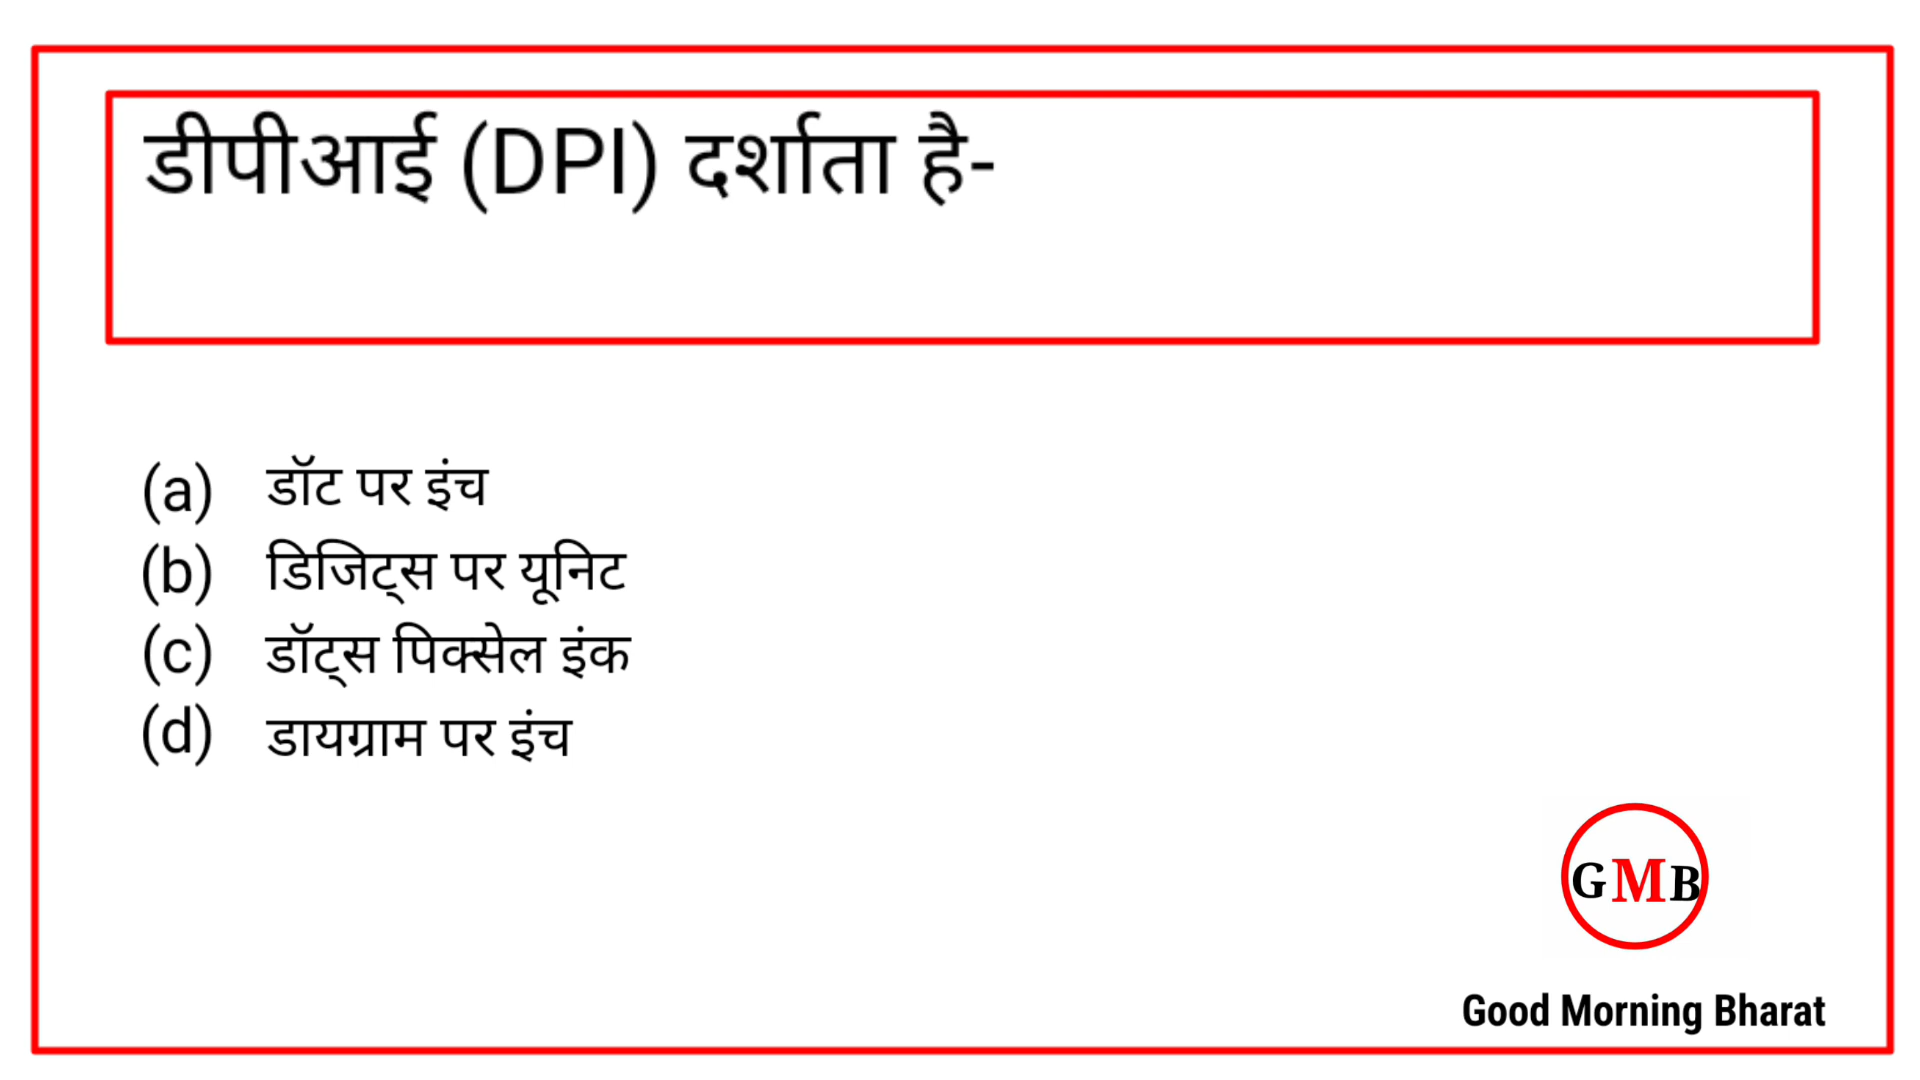 डीपीआई (DPI) दर्शाता है-
(a) डॉट पर इंच
(b) डिजिट्स पर यूनिट
(c) डॉट्स पिक्सेल इंक
(d) डायग्राम पर इंच
GMB
Good Morning Bharat